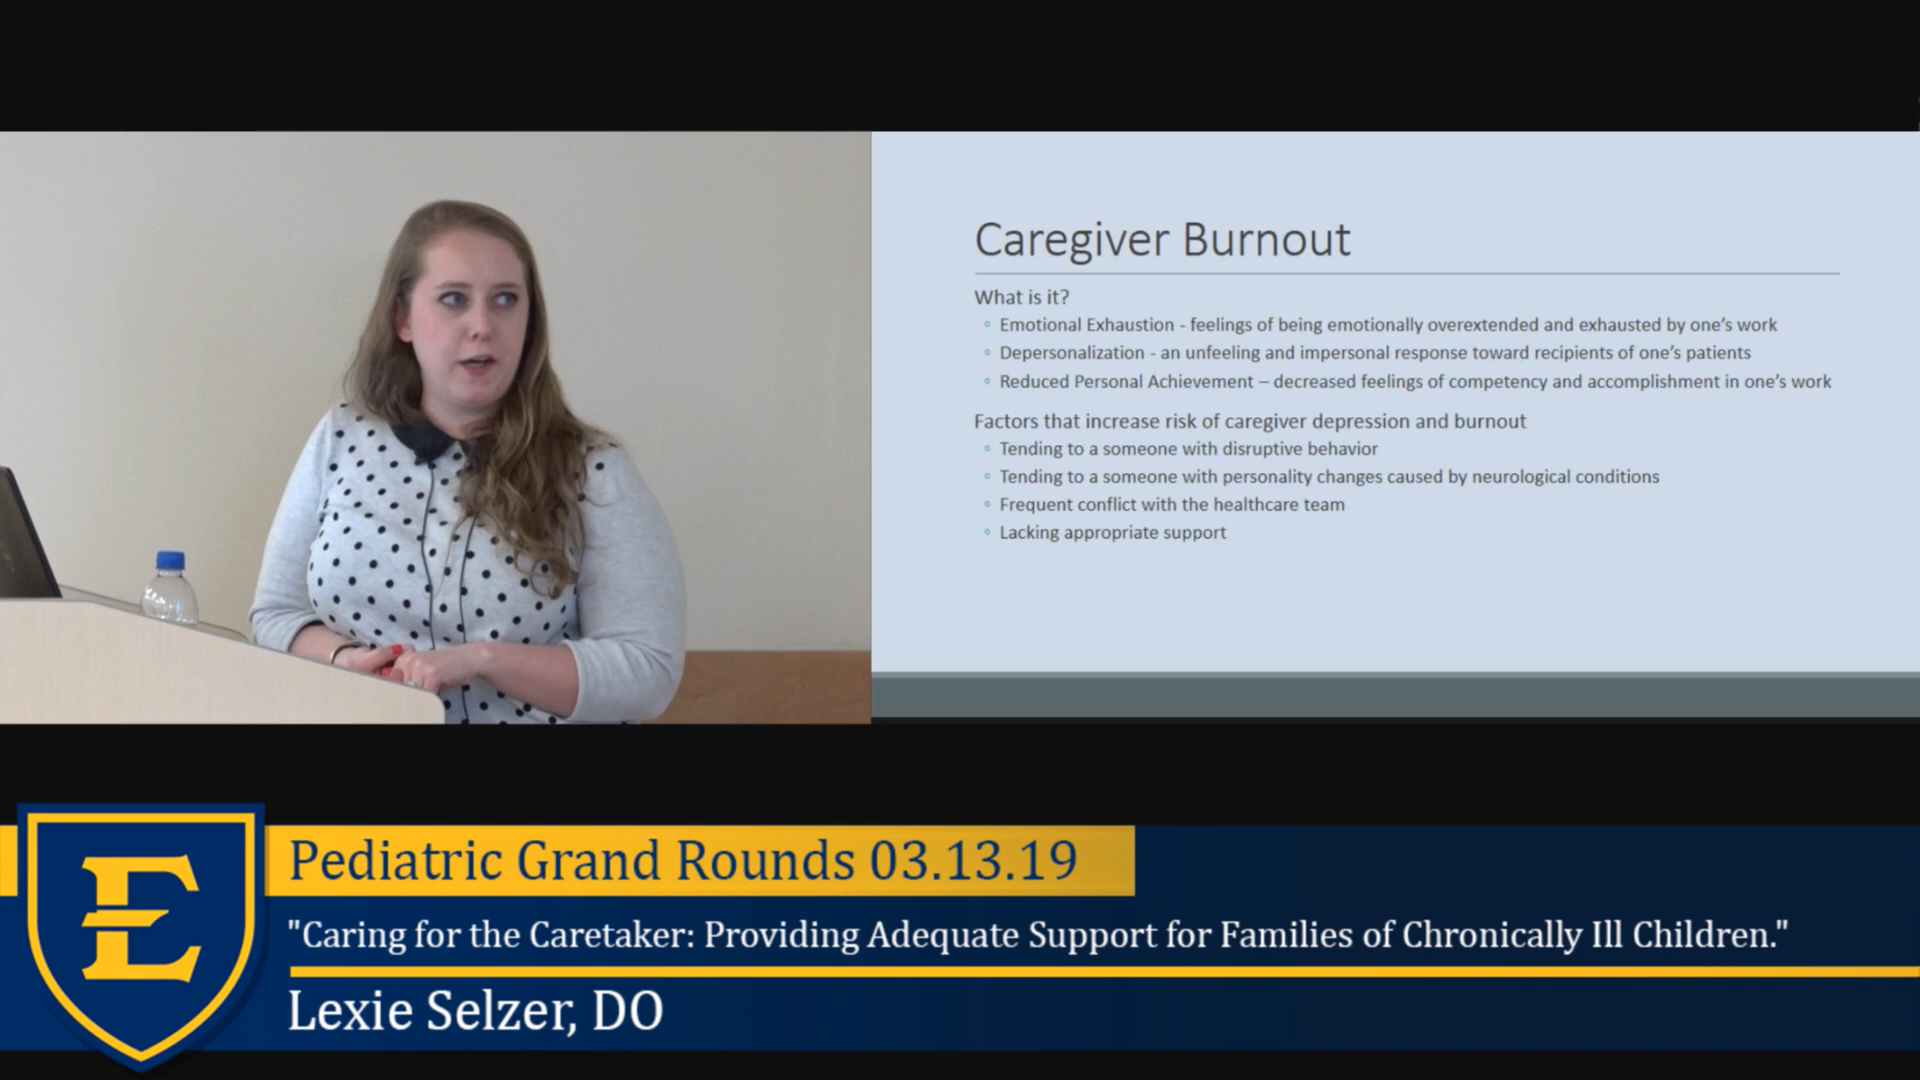 Caregiver Burnout
What is it?
◦ Emotional Exhaustion - feelings of being emotionally overextended and exhausted by one's work
◦ Depersonalization - an unfeeling and impersonal response toward recipients of one's patients
◦ Reduced Personal Achievement – decreased feelings of competency and accomplishment in one's work
Factors that increase risk of caregiver depression and burnout
◦ Tending to a someone with disruptive behavior
◦ Tending to a someone with personality changes caused by neurological conditions
◦ Frequent conflict with the healthcare team
◦ Lacking appropriate support
E
Pediatric Grand Rounds 03.13.19
"Caring for the Caretaker: Providing Adequate Support for Families of Chronically Ill Children."
Lexie Selzer, DO